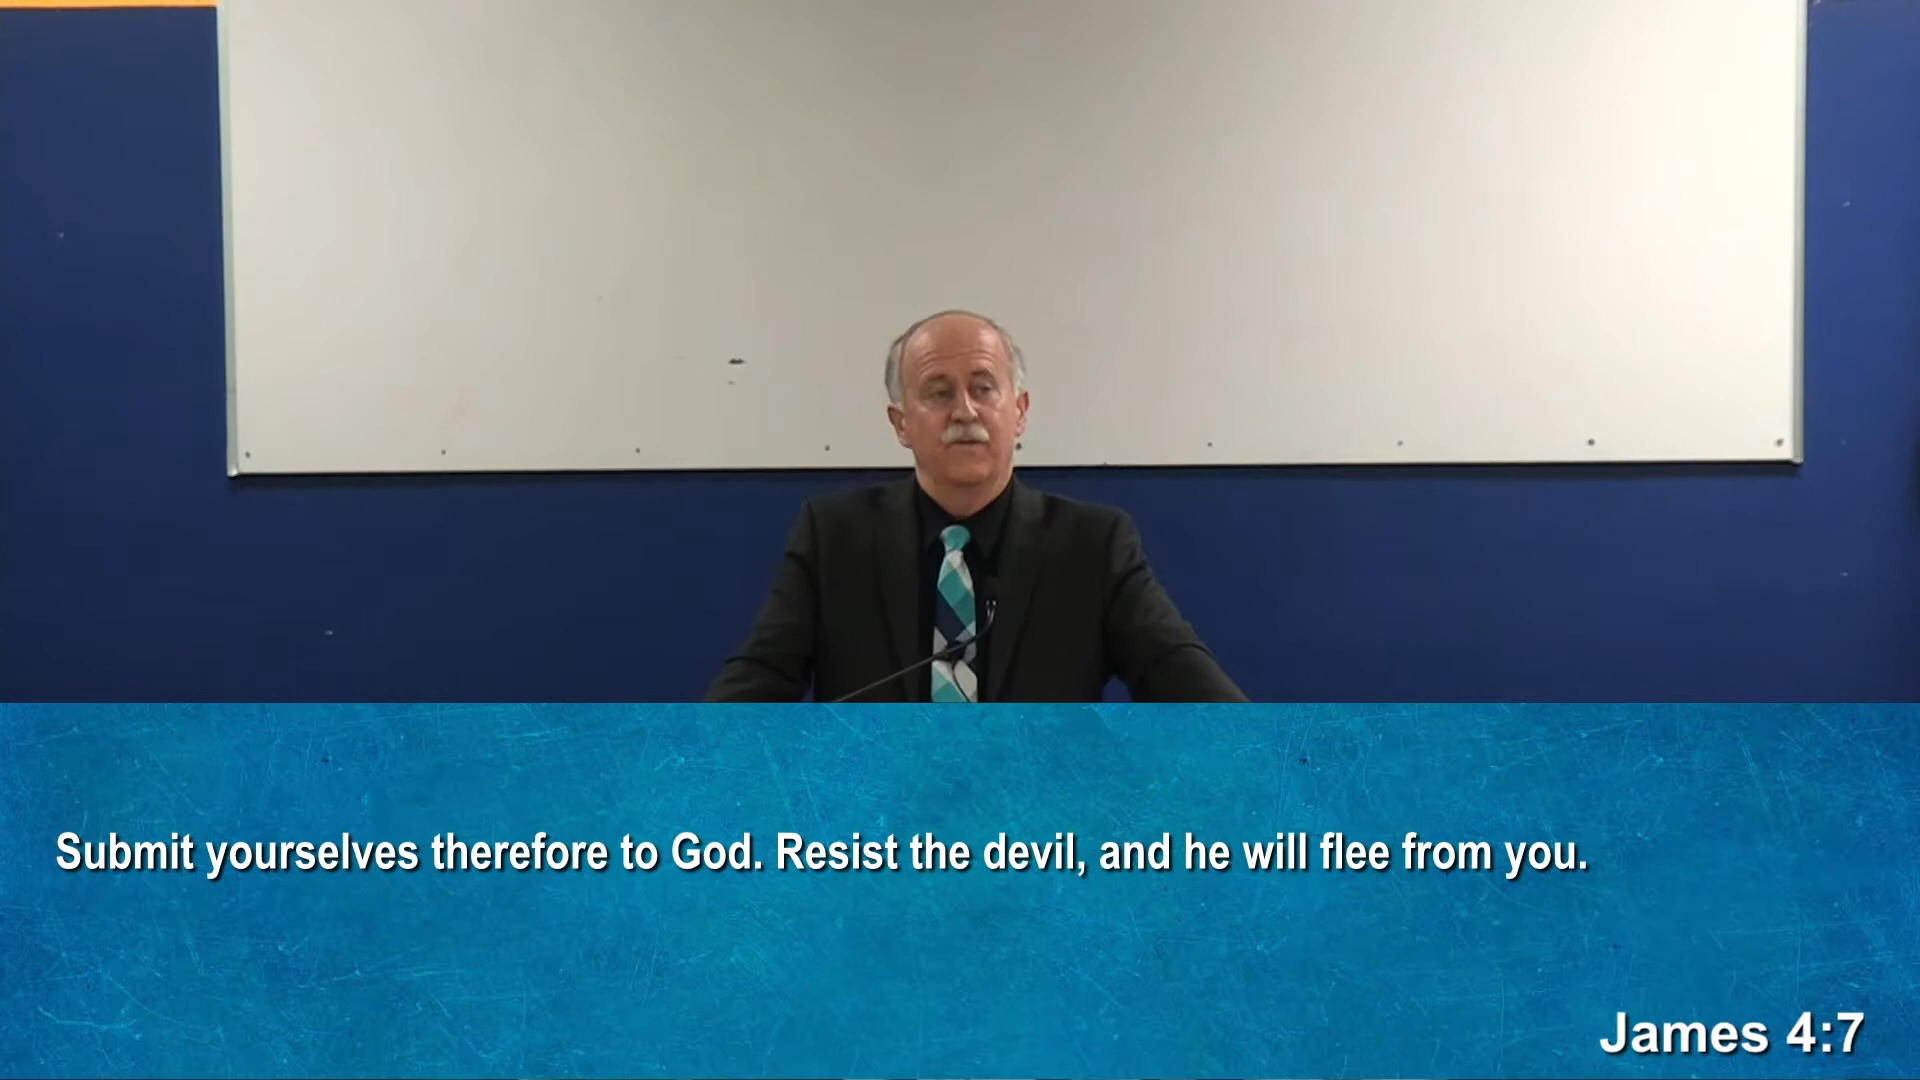 Submit yourselves therefore to God. Resist the devil, and he will flee from you.
James 4:7